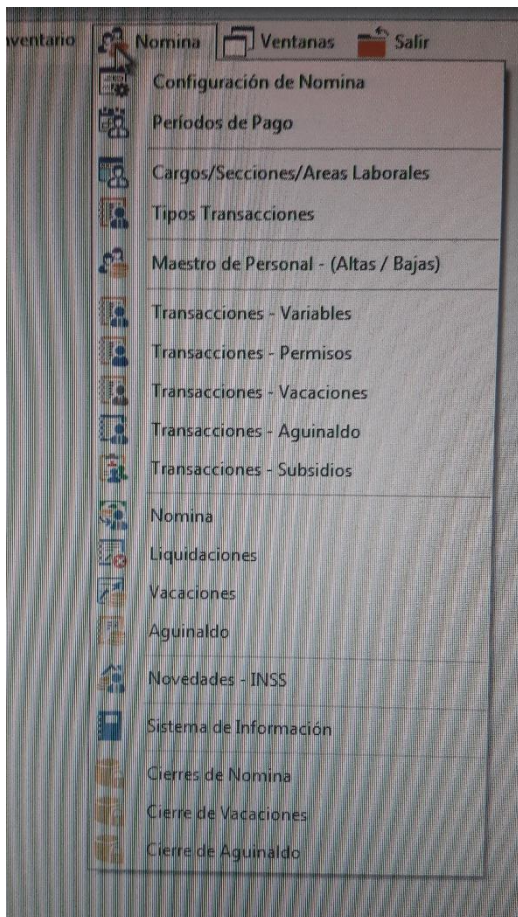 nventario Nomina Ventanas Salir
Configuración de Nomina
Períodos de Pago
Cargos/Secciones/Areas Laborales
Tipos Transacciones
Maestro de Personal - (Altas / Bajas)
Transacciones - Variables
Transacciones - Permisos
Transacciones - Vacaciones
Transacciones - Aguinaldo
Transacciones - Subsidios
Nomina
Liquidaciones
Vacaciones
Aguinaldo
Novedades - INSS
Sistema de Información
Cierres de Nomina
Cierre de Vacaciones
Cierre de Aguinaldo